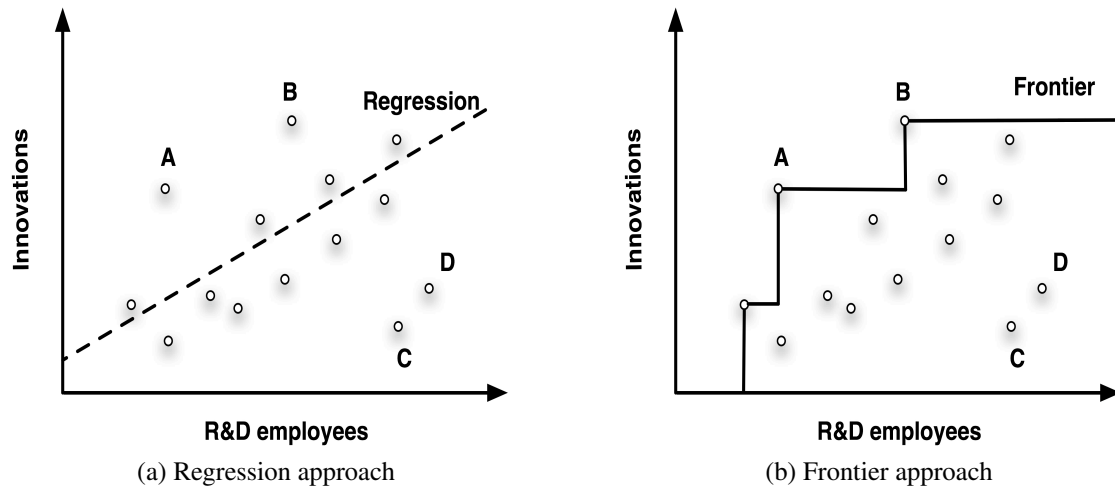 B
Regression
A
Innovations
D
C
R&D employees
(a) Regression approach
B
Frontier
A
Innovations
D
C
R&D employees
(b) Frontier approach